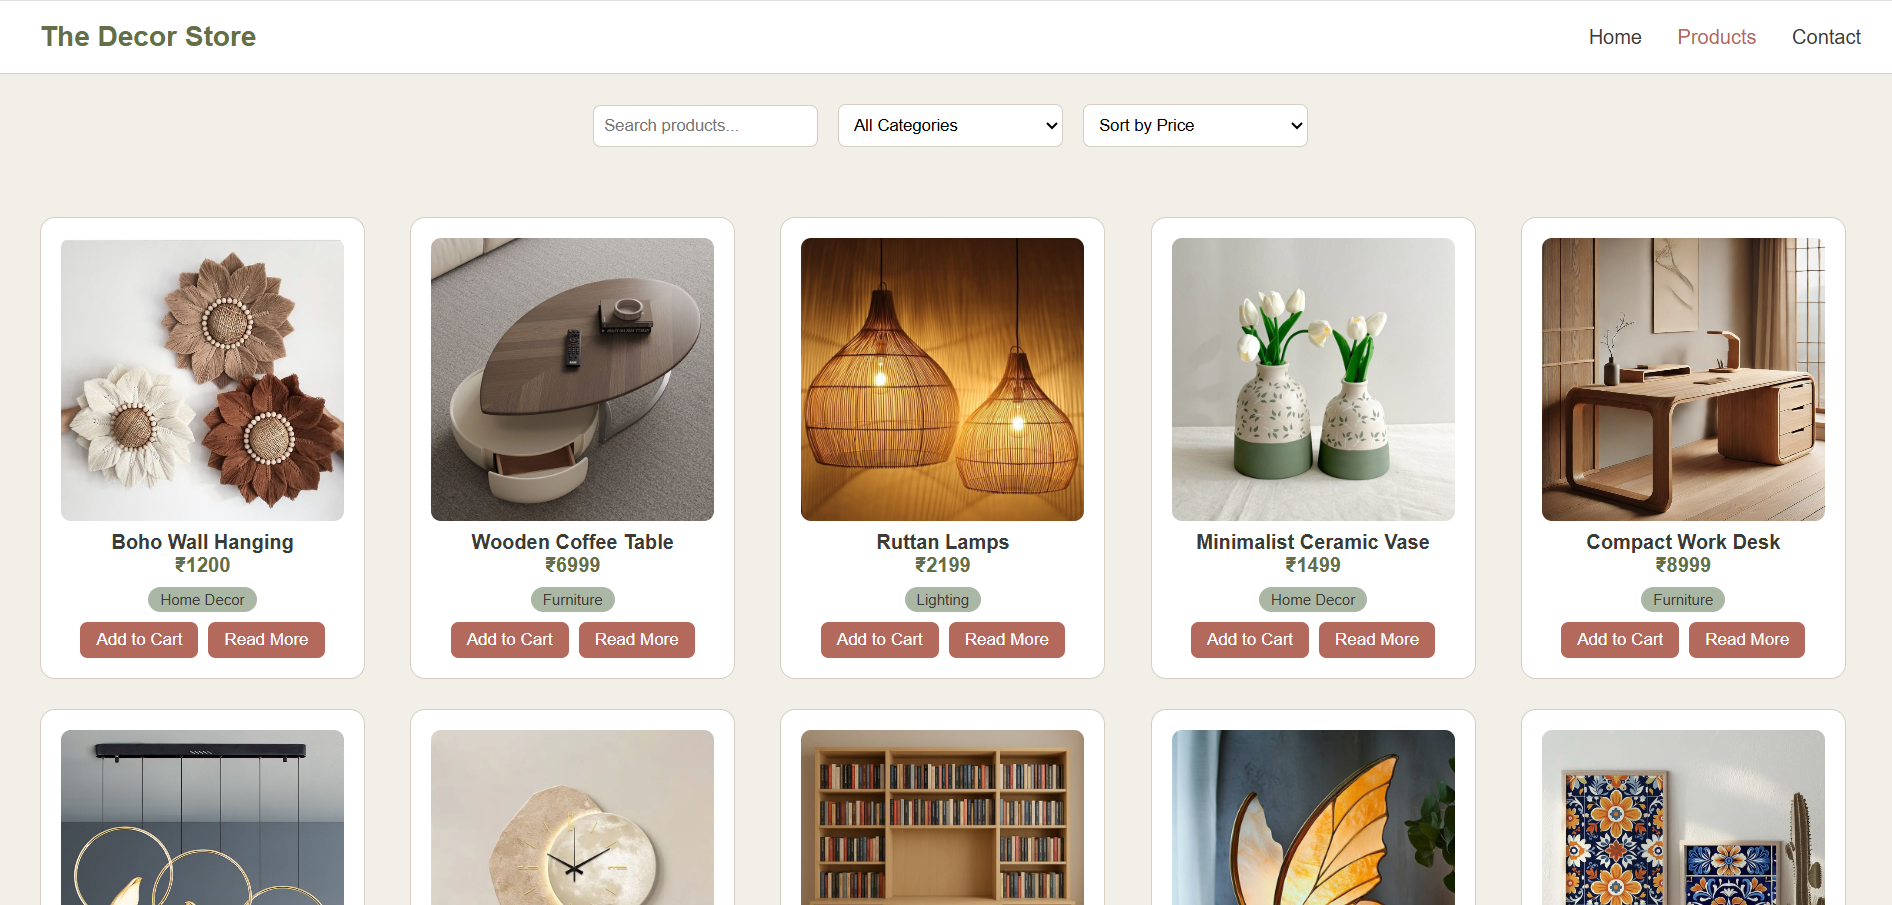 The Decor Store
Home Products Contact
Search products...
All Categories
Sort by Price
Boho Wall Hanging
₹1200
Home Decor
Add to Cart Read More
Wooden Coffee Table
₹6999
Furniture
Add to Cart Read More
Ruttan Lamps
₹2199
Lighting
Add to Cart Read More
Minimalist Ceramic Vase
₹1499
Home Decor
Add to Cart Read More
Compact Work Desk
₹8999
Furniture
Add to Cart Read More